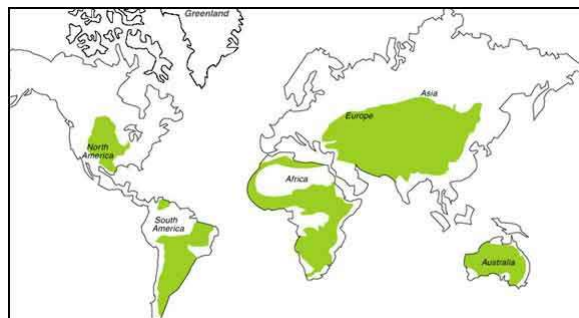 Greenland
Asia
Europe
North
America
Africa
South
America
Australia